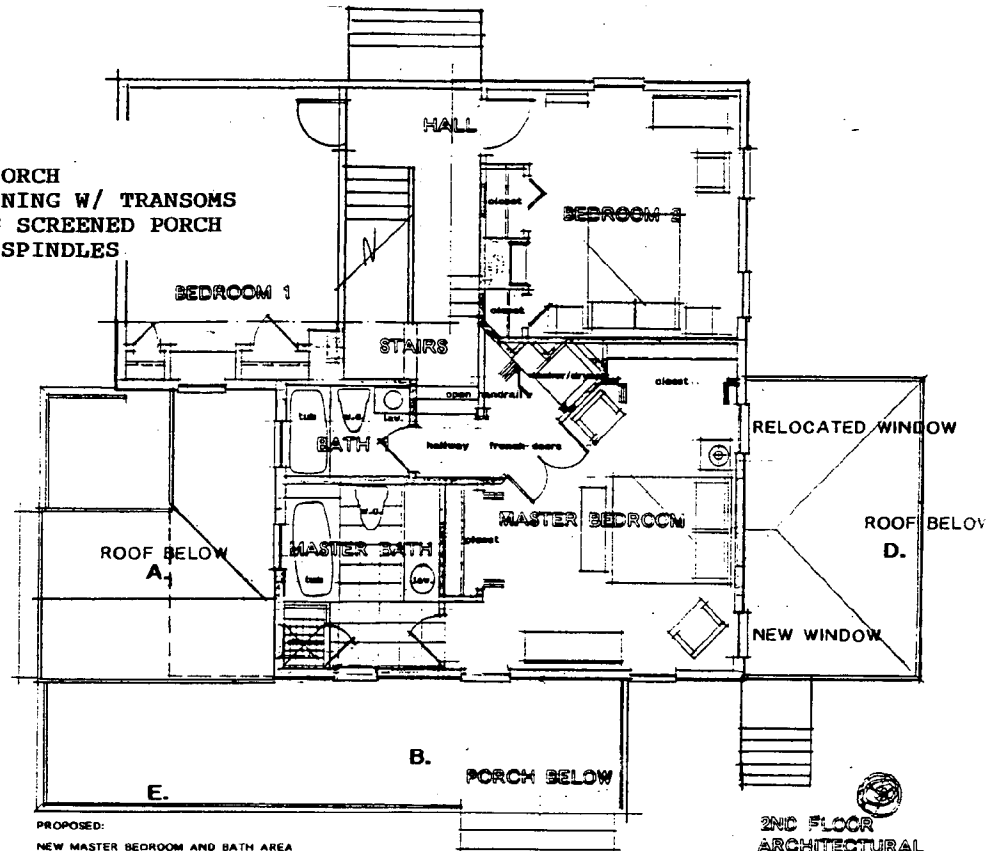 HALL
ORCH
NING W/ TRANSOMS
SCREENED PORCH
SPINDLES
closet
BEDROOM 2
N
BEDROOM 1
closet
STAIRS
washer/dryer
closet
open handrail
tub
w.c.
lav.
BATH
hallway
french doors
RELOCATED WINDOW
w.c.
MASTER BEDROOM
ROOF BELOW
A.
MASTER BATH
closet
ROOF BELOW
D.
tub
lav.
NEW WINDOW
B.
PORCH BELOW
E.
PROPOSED:
NEW MASTER BEDROOM AND BATH AREA
2ND FLOOR
ARCHITECTURAL